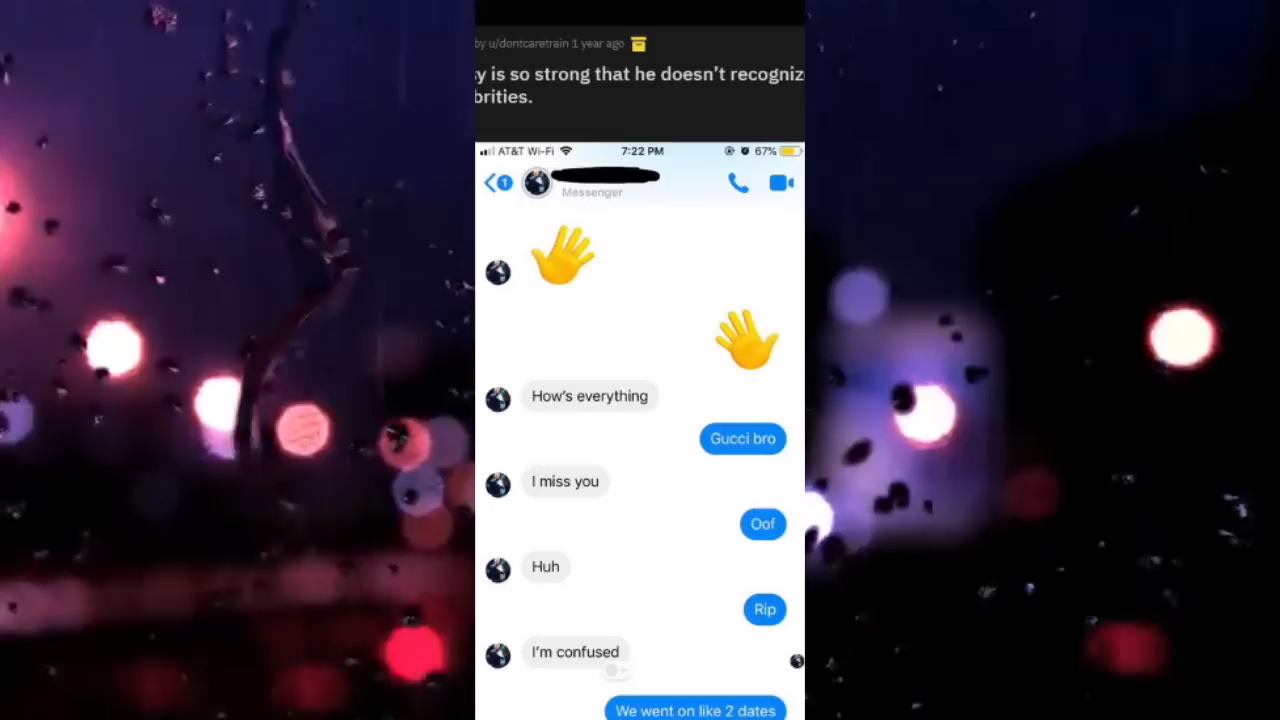 by u/dontcaretrain 1 year ago
y is so strong that he doesn't recogniz
brities.
AT&T Wi-Fi 7:22 PM 67%
1
Messenger
How's everything
Gucci bro
I miss you
Oof
Huh
Rip
I'm confused
We went on like 2 dates